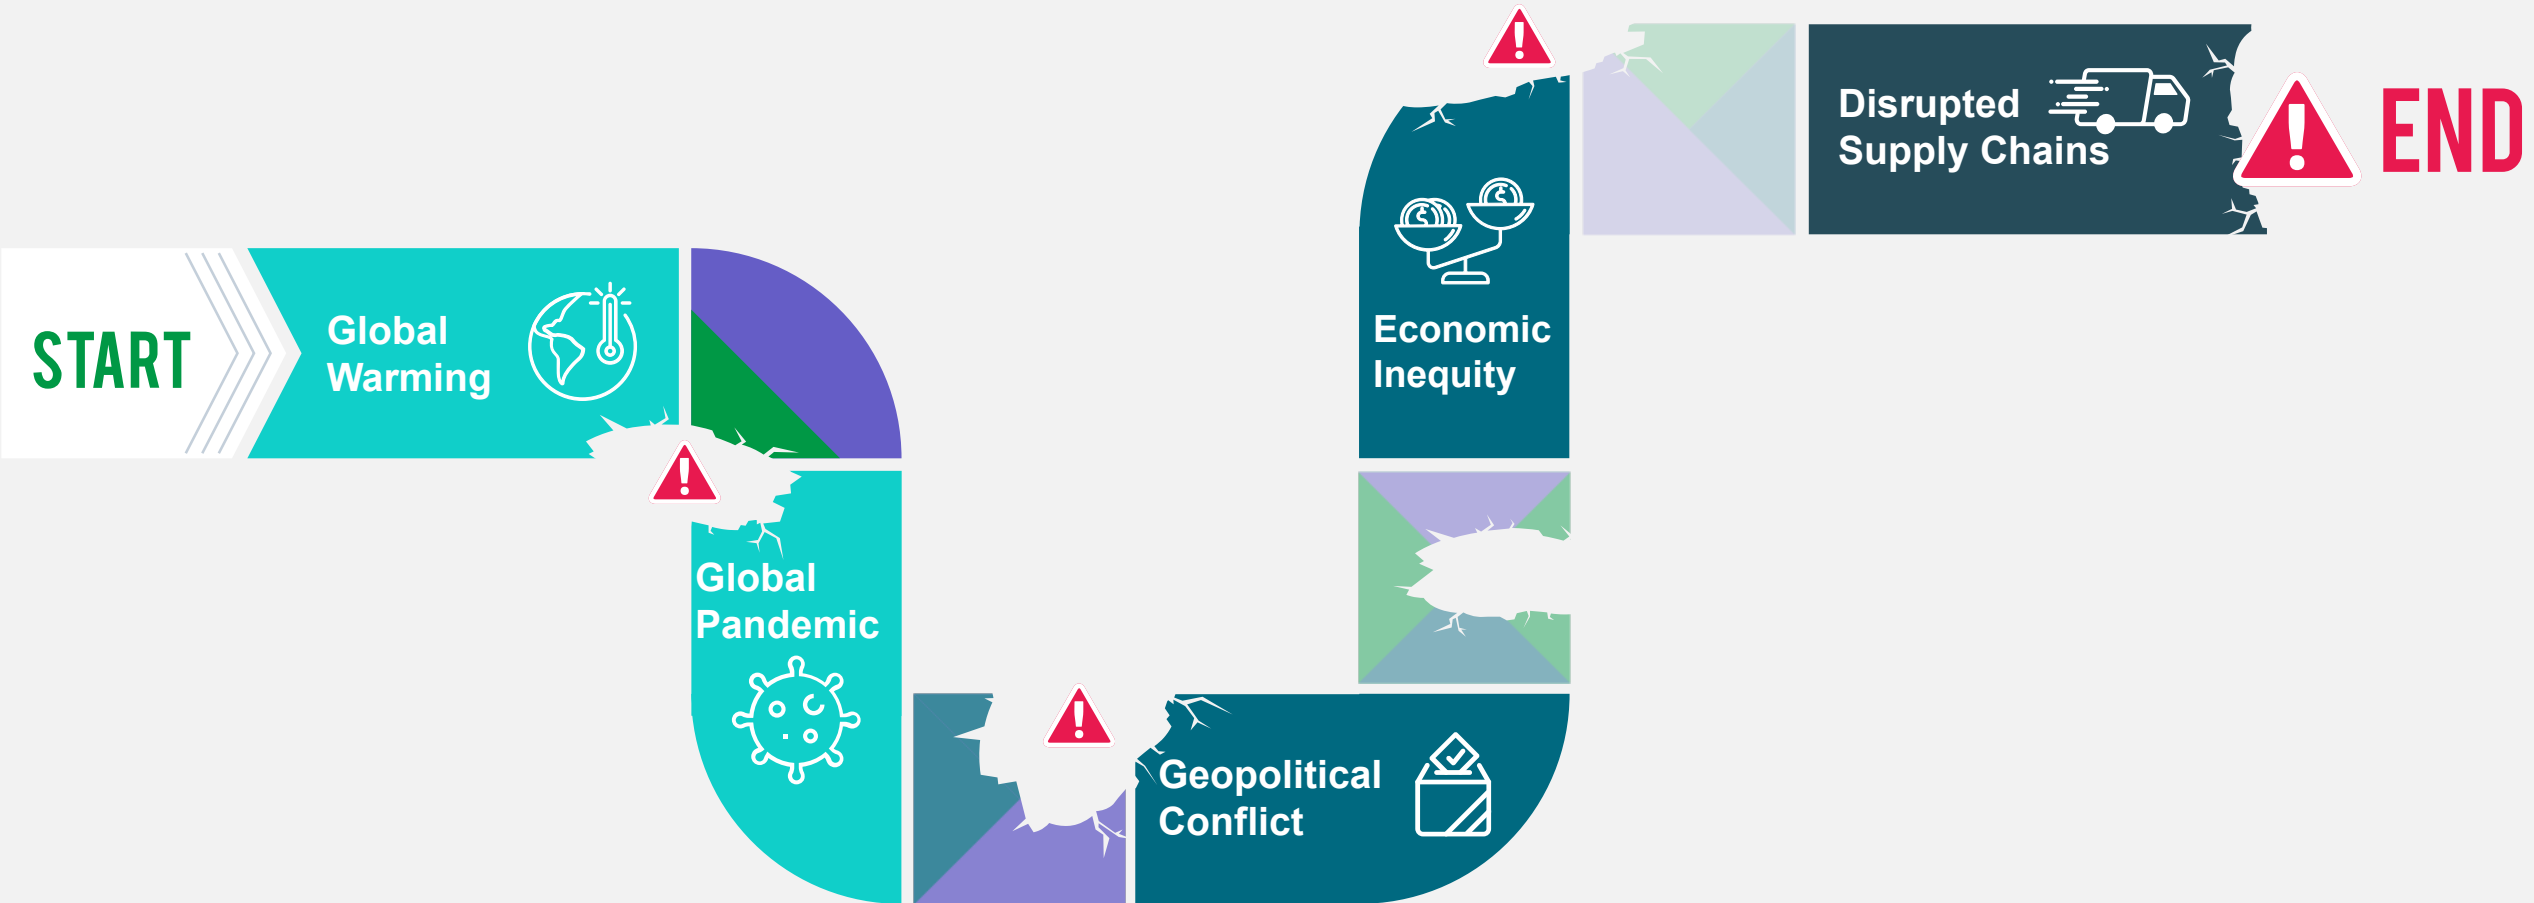 START
Global
Warming
Global
Pandemic
Geopolitical
Conflict
Economic
Inequity
Disrupted
Supply Chains
END